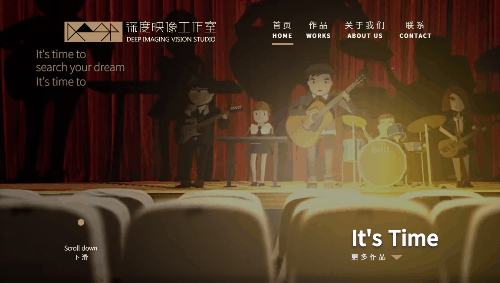 深度映像工作室
DEEP IMAGING VISION STUDIO
首页 作品 关于我们 联系
HOME WORKS ABOUT US CONTACT
It's time to
search your dream
It's time to
Scroll down
下滑
It's Time
更多作品